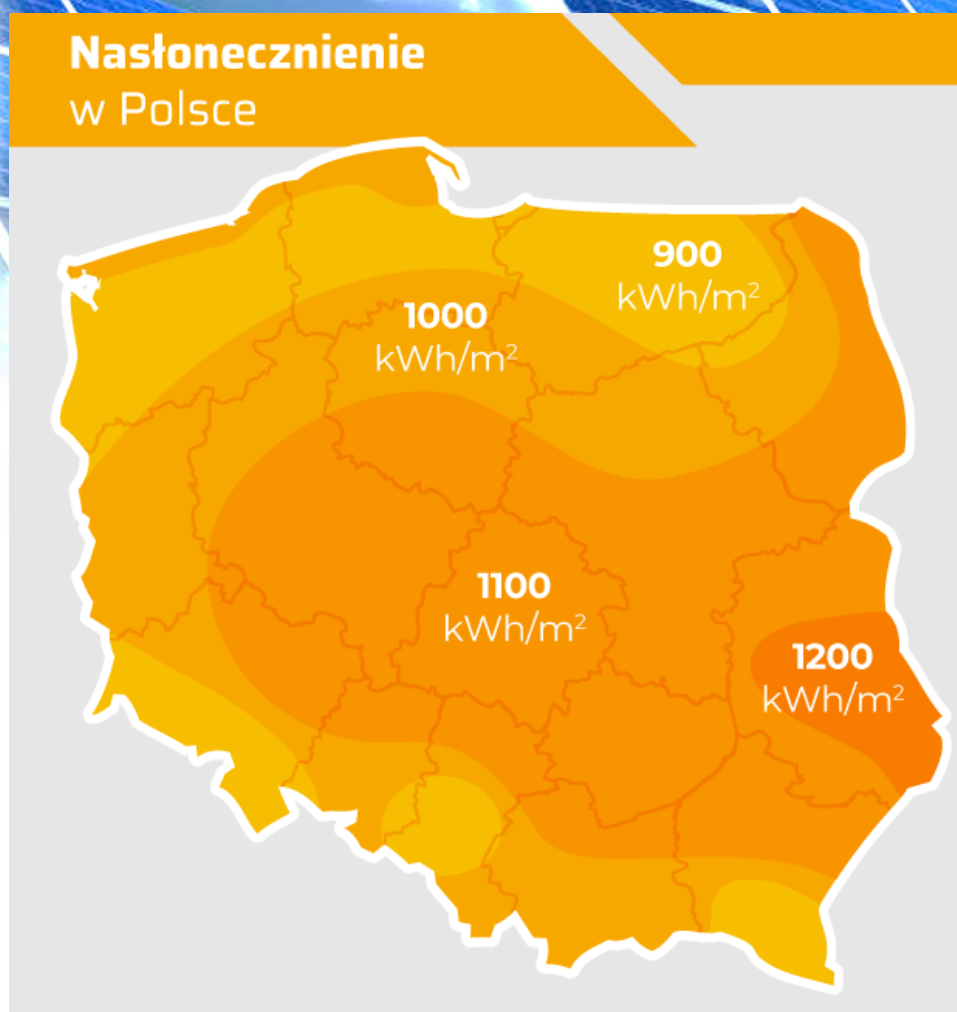 Nasłonecznienie
w Polsce
900
kWh/m²
1000
kWh/m²
1100
kWh/m²
1200
kWh/m²